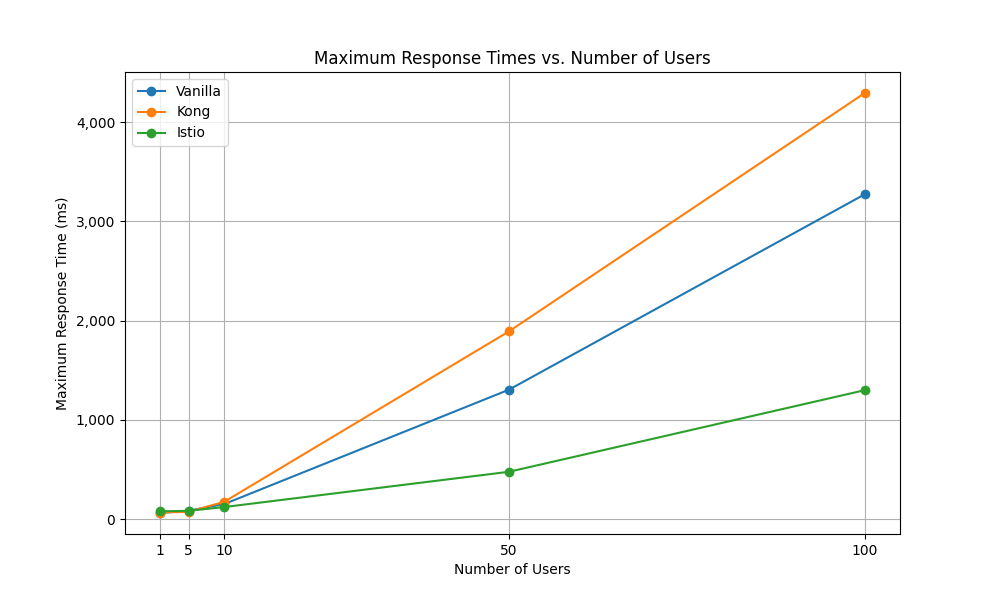 Maximum Response Times vs. Number of Users
Vanilla
Kong
Istio
Maximum Response Time (ms)
4,000
3,000
2,000
1,000
0
1 5 10 50 100
Number of Users